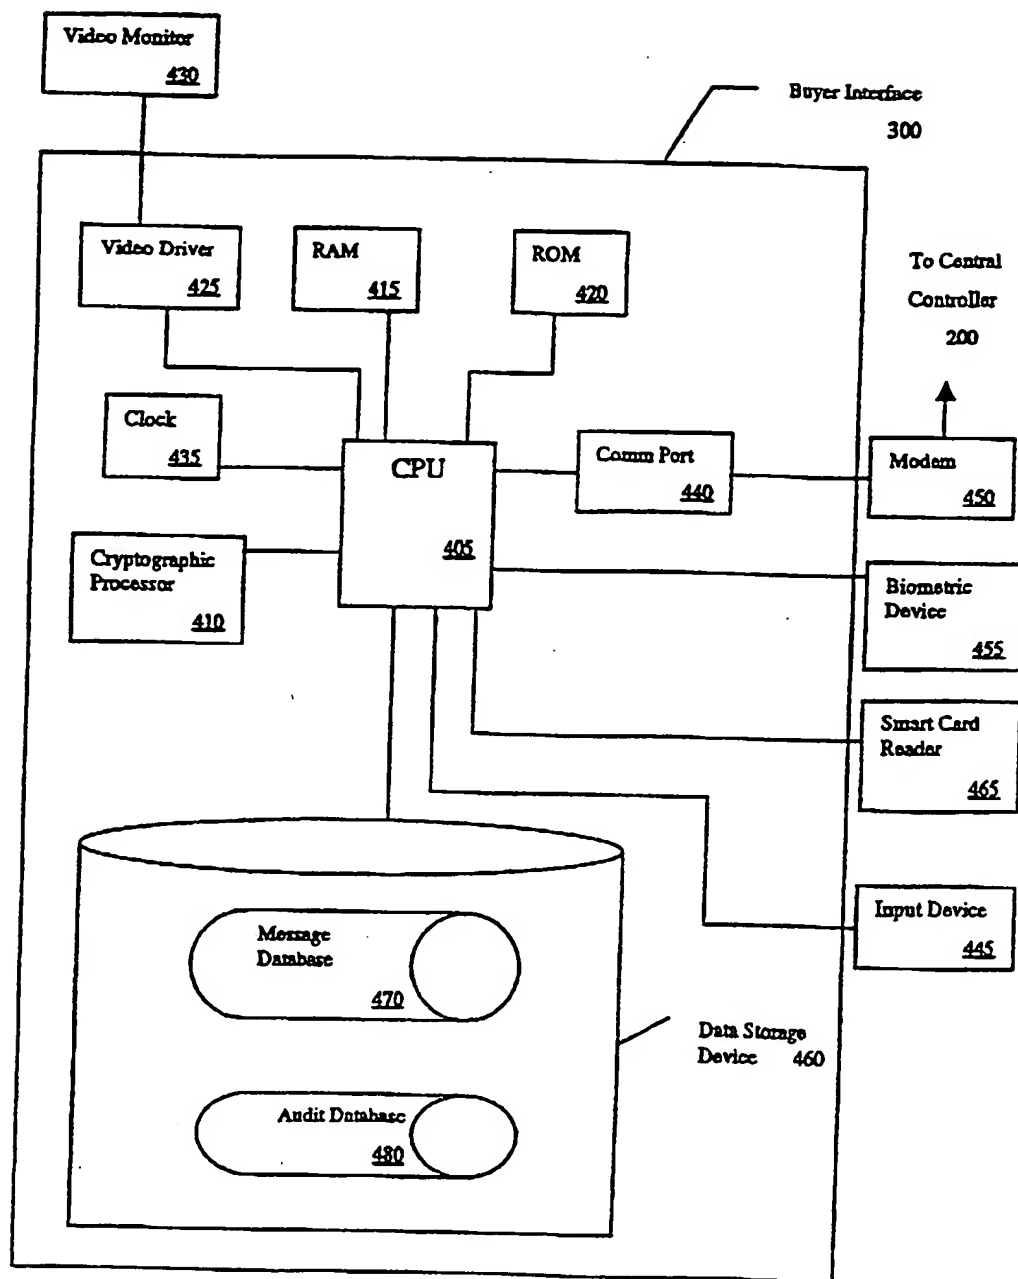 Video Monitor
430
Buyer Interface
300
Video Driver
425
RAM
415
ROM
420
To Central
Controller
200
Clock
435
CPU
405
Comm Port
440
Modem
450
Cryptographic
Processor
410
Biometric
Device
455
Smart Card
Reader
465
Input Device
445
Message
Database
470
Data Storage
Device 460
Audit Database
480